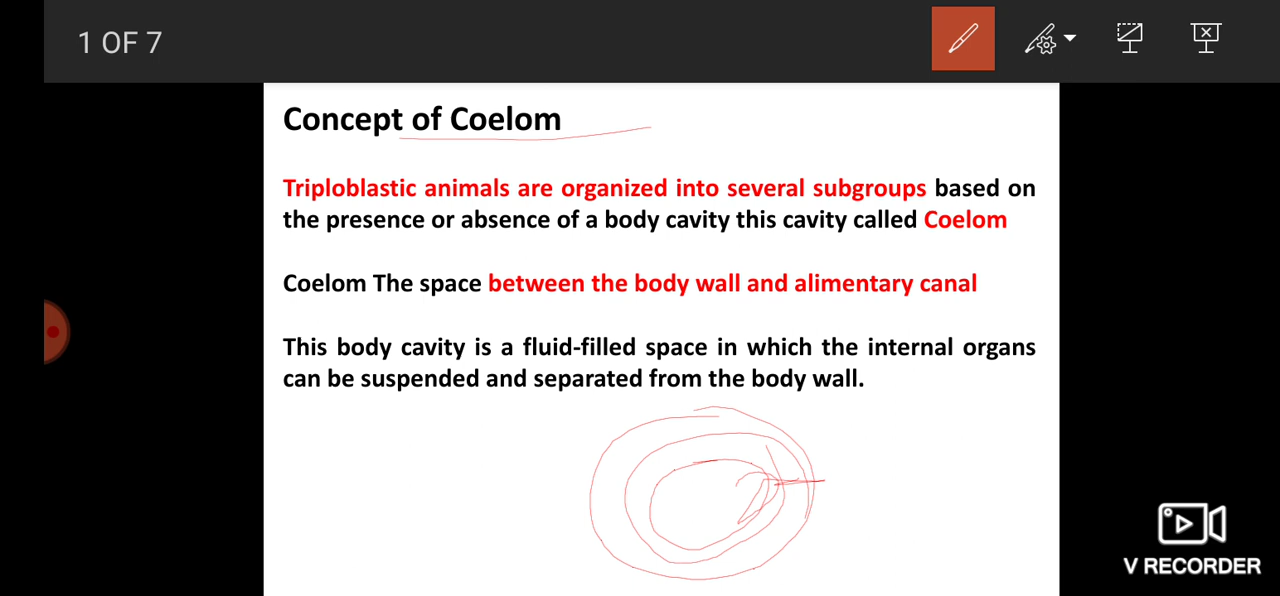 1 OF 7
Concept of Coelom
Triploblastic animals are organized into several subgroups based on
the presence or absence of a body cavity this cavity called Coelom
Coelom The space between the body wall and alimentary canal
This body cavity is a fluid-filled space in which the internal organs
can be suspended and separated from the body wall.
V RECORDER